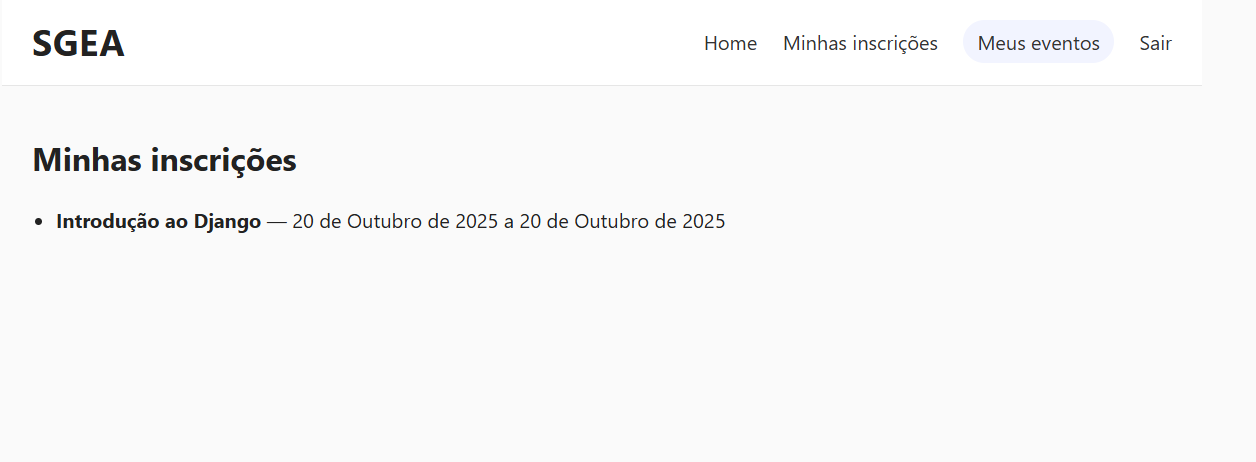 SGEA
Home Minhas inscrições Meus eventos Sair
Minhas inscrições
• Introdução ao Django — 20 de Outubro de 2025 a 20 de Outubro de 2025